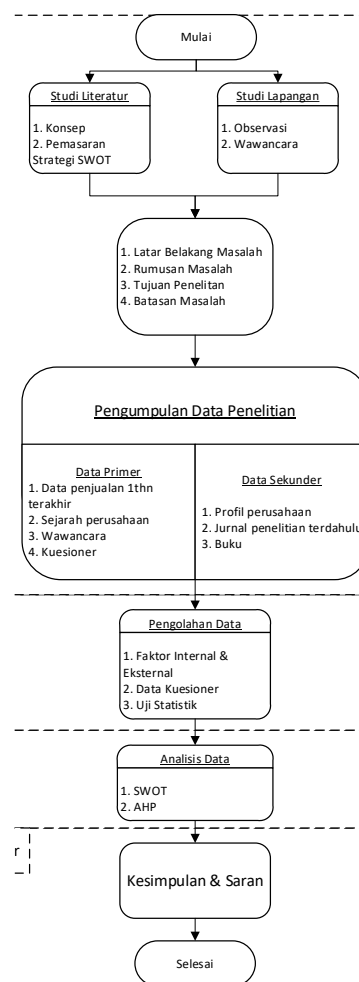 Mulai
Studi Literatur
1. Konsep
2. Pemasaran
Strategi SWOT
Studi Lapangan
1. Observasi
2. Wawancara
1. Latar Belakang Masalah
2. Rumusan Masalah
3. Tujuan Penelitan
4. Batasan Masalah
Pengumpulan Data Penelitian
Data Primer
1. Data penjualan 1thn
terakhir
2. Sejarah perusahaan
3. Wawancara
4. Kuesioner
Data Sekunder
1. Profil perusahaan
2. Jurnal penelitian terdahulu
3. Buku
Pengolahan Data
1. Faktor Internal &
Eksternal
2. Data Kuesioner
3. Uji Statistik
Analisis Data
1. SWOT
2. AHP
r
Kesimpulan & Saran
Selesai